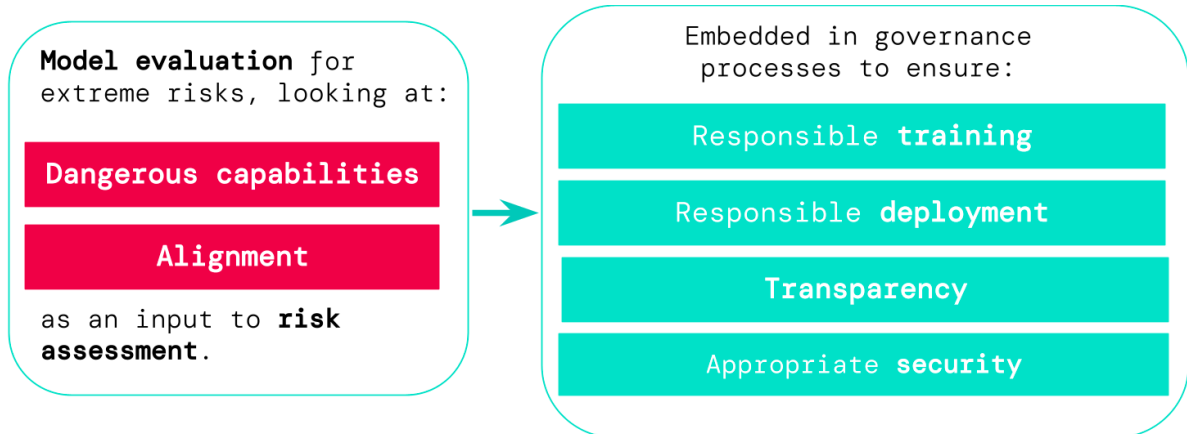 Model evaluation for
extreme risks, looking at:
Dangerous capabilities
Alignment
as an input to risk
assessment.
Embedded in governance
processes to ensure:
Responsible training
Responsible deployment
Transparency
Appropriate security